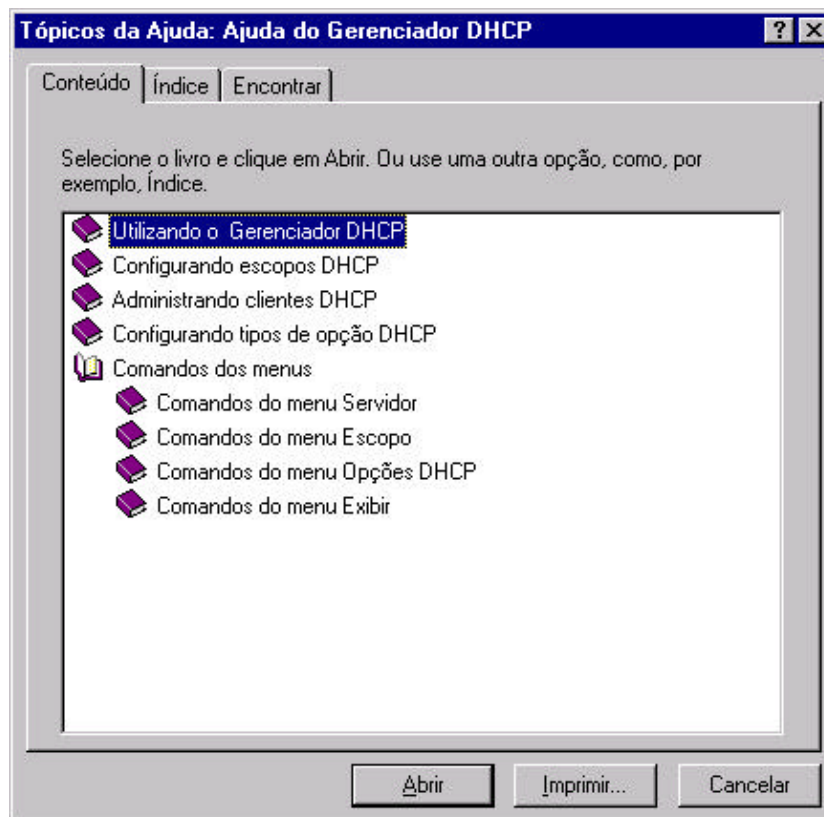 Tópicos da Ajuda: Ajuda do Gerenciador DHCP
Conteúdo Índice Encontrar
Selecione o livro e clique em Abrir. Ou use uma outra opção, como, por
exemplo, Índice.
Utilizando o Gerenciador DHCP
Configurando escopos DHCP
Administrando clientes DHCP
Configurando tipos de opção DHCP
Comandos dos menus
Comandos do menu Servidor
Comandos do menu Escopo
Comandos do menu Opções DHCP
Comandos do menu Exibir
Abrir Imprimir... Cancelar